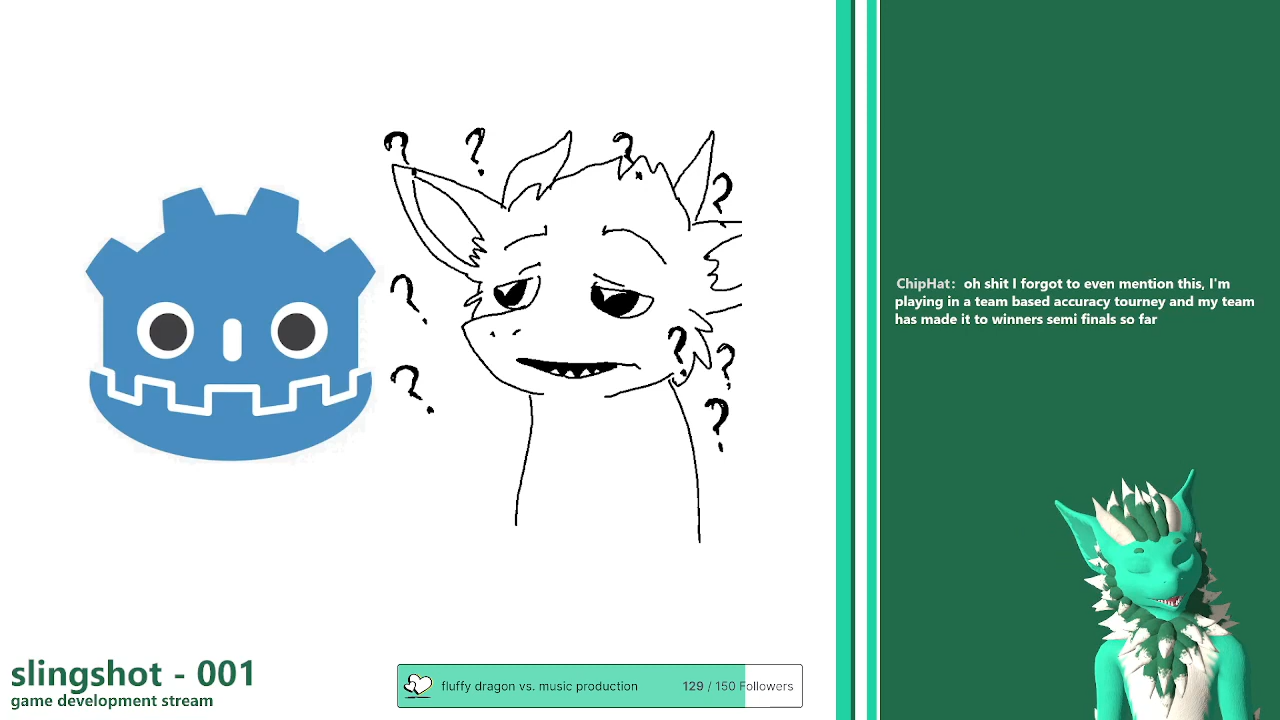 ? ? ? ?
? ?
? ? ? ?
ChipHat: oh shit I forgot to even mention this, I'm
playing in a team based accuracy tourney and my team
has made it to winners semi finals so far
slingshot - 001
game development stream
fluffy dragon vs. music production 129 / 150 Followers